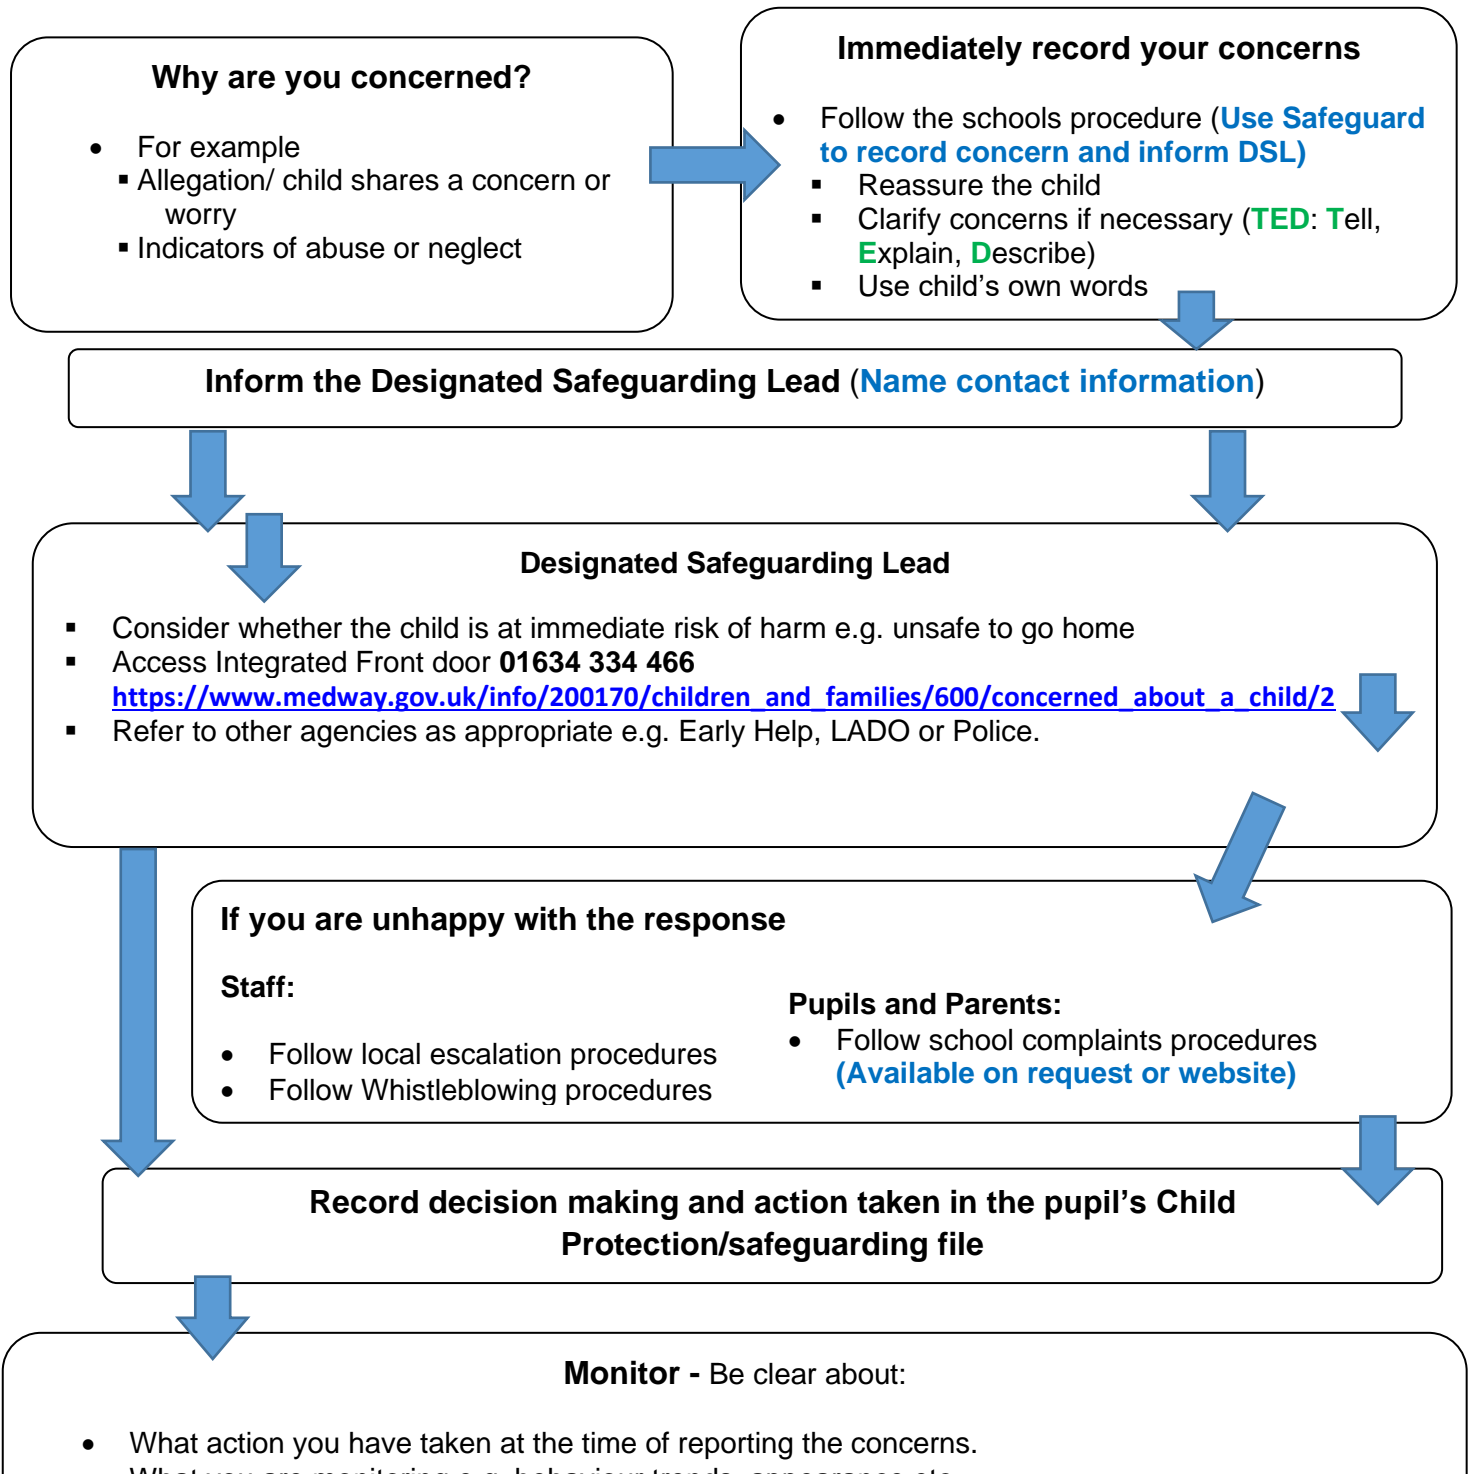 Why are you concerned?
• For example
▪ Allegation/ child shares a concern or
worry
▪ Indicators of abuse or neglect
Immediately record your concerns
• Follow the schools procedure (Use Safeguard
to record concern and inform DSL)
▪ Reassure the child
▪ Clarify concerns if necessary (TED: Tell,
Explain, Describe)
▪ Use child’s own words
Inform the Designated Safeguarding Lead (Name contact information)
Designated Safeguarding Lead
▪ Consider whether the child is at immediate risk of harm e.g. unsafe to go home
▪ Access Integrated Front door 01634 334 466
https://www.medway.gov.uk/info/200170/children_and_families/600/concerned_about_a_child/2
▪ Refer to other agencies as appropriate e.g. Early Help, LADO or Police.
If you are unhappy with the response
Staff:
• Follow local escalation procedures
• Follow Whistleblowing procedures
Pupils and Parents:
• Follow school complaints procedures
(Available on request or website)
Record decision making and action taken in the pupil’s Child
Protection/safeguarding file
Monitor - Be clear about:
• What action you have taken at the time of reporting the concerns.
What you are monitoring e.g. behaviour trends, appearance etc